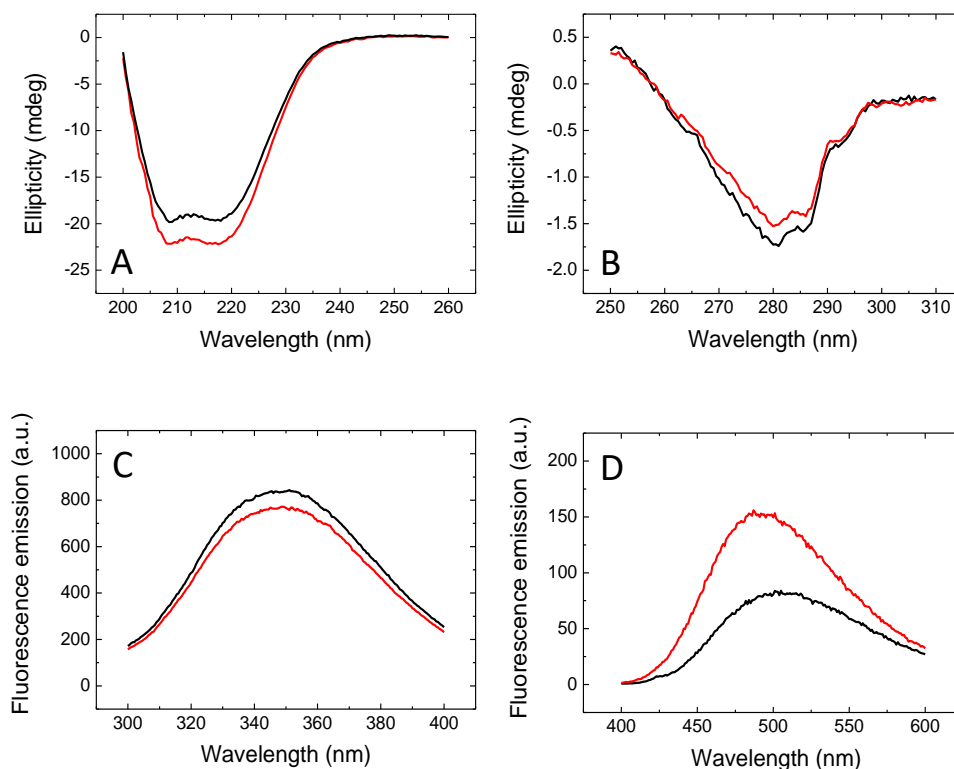 0
-5
-10
-15
-20
-25
Ellipticity (mdeg)
A
200 210 220 230 240 250 260
Wavelength (nm)
0.5
0.0
-0.5
-1.0
-1.5
-2.0
Ellipticity (mdeg)
B
250 260 270 280 290 300 310
Wavelength (nm)
1000
800
600
400
200
0
Fluorescence emission (a.u.)
C
300 320 340 360 380 400
Wavelength (nm)
200
150
100
50
0
Fluorescence emission (a.u.)
D
400 450 500 550 600
Wavelength (nm)